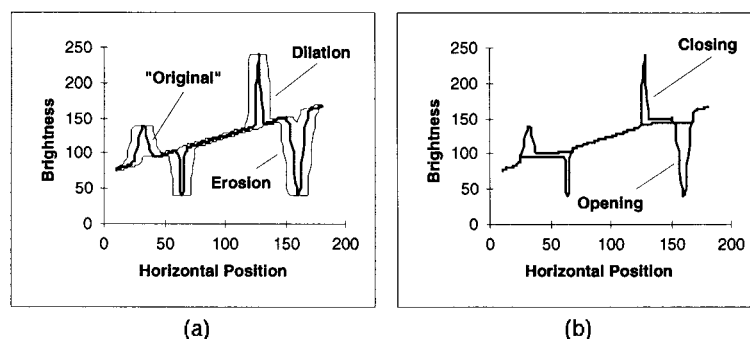 250
200
150
100
50
0
Brightness
"Original"
Dilation
Erosion
0 50 100 150 200
Horizontal Position
(a)
250
200
150
100
50
0
Brightness
Closing
Opening
0 50 100 150 200
Horizontal Position
(b)